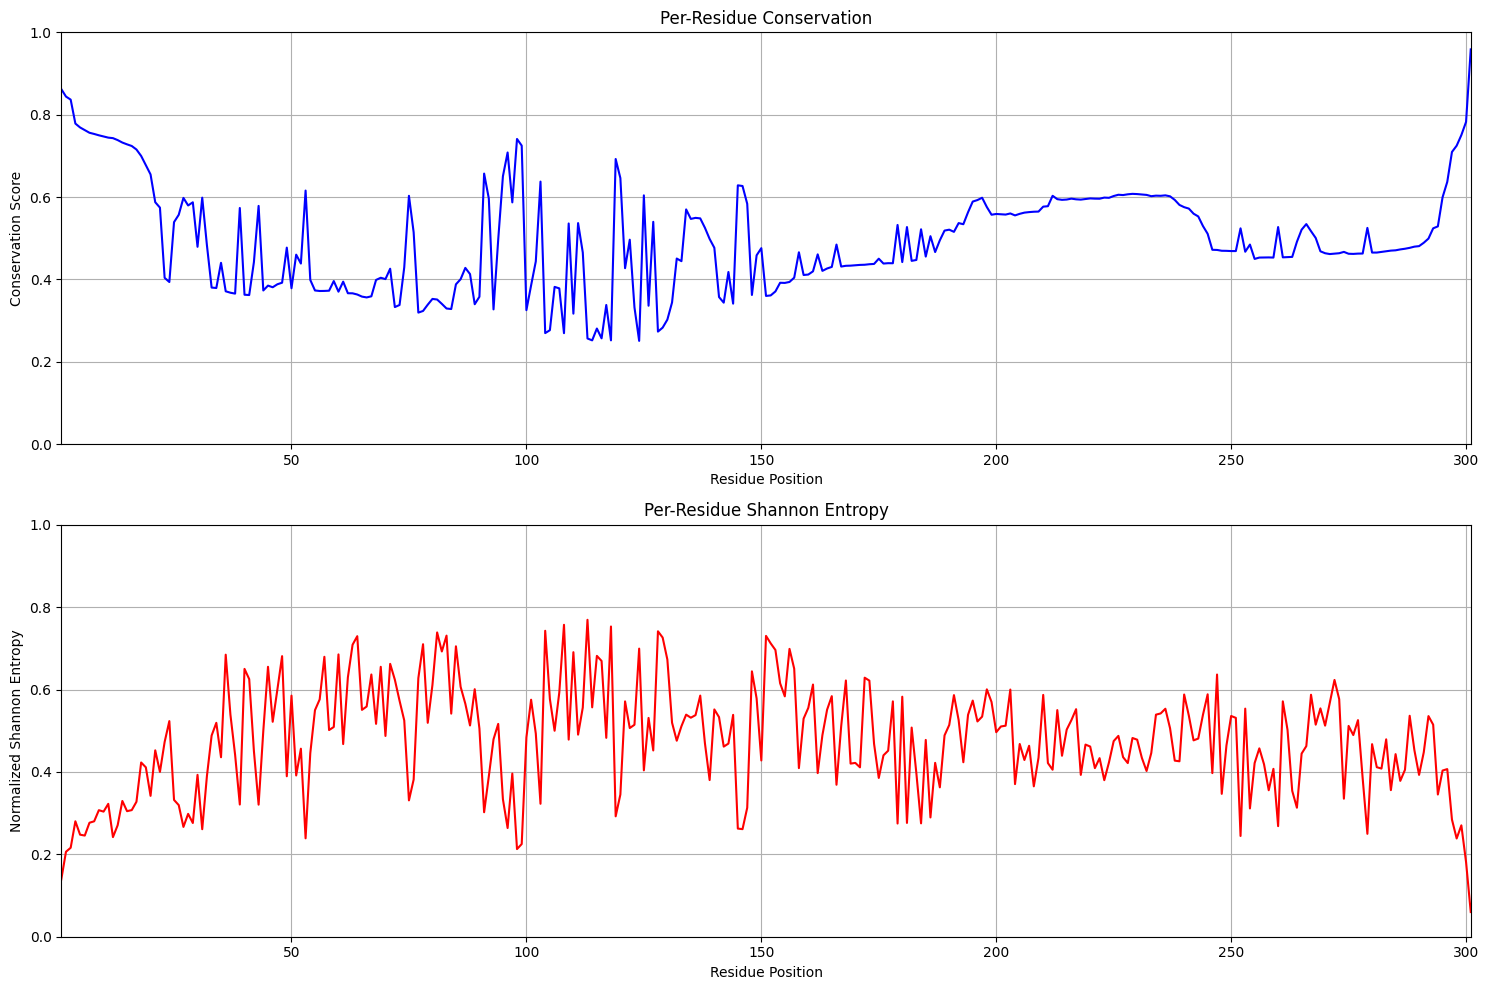 Per-Residue Conservation
1.0
0.8
0.6
0.4
0.2
0.0
Conservation Score
50 100 150 200 250 300
Residue Position
Per-Residue Shannon Entropy
1.0
0.8
0.6
0.4
0.2
0.0
Normalized Shannon Entropy
50 100 150 200 250 300
Residue Position